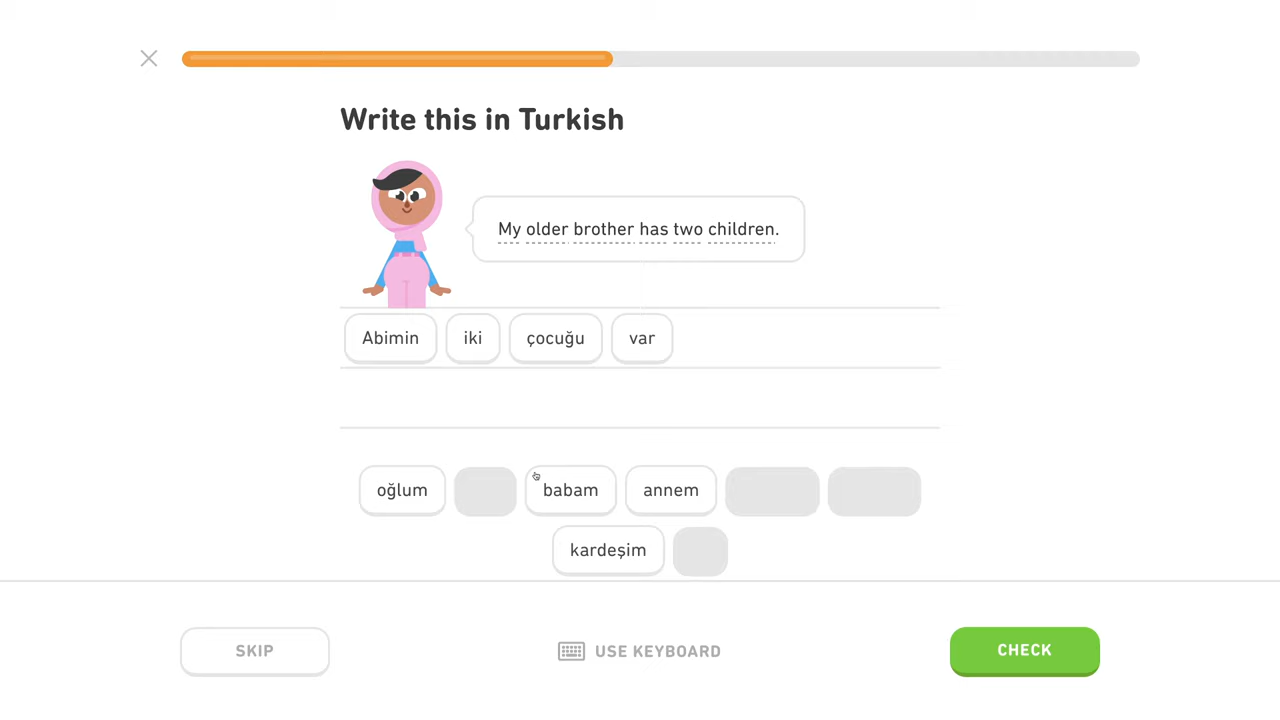 Write this in Turkish
My older brother has two children.
Abimin iki çocuğu var
oğlum babam annem
kardeşim
SKIP USE KEYBOARD CHECK